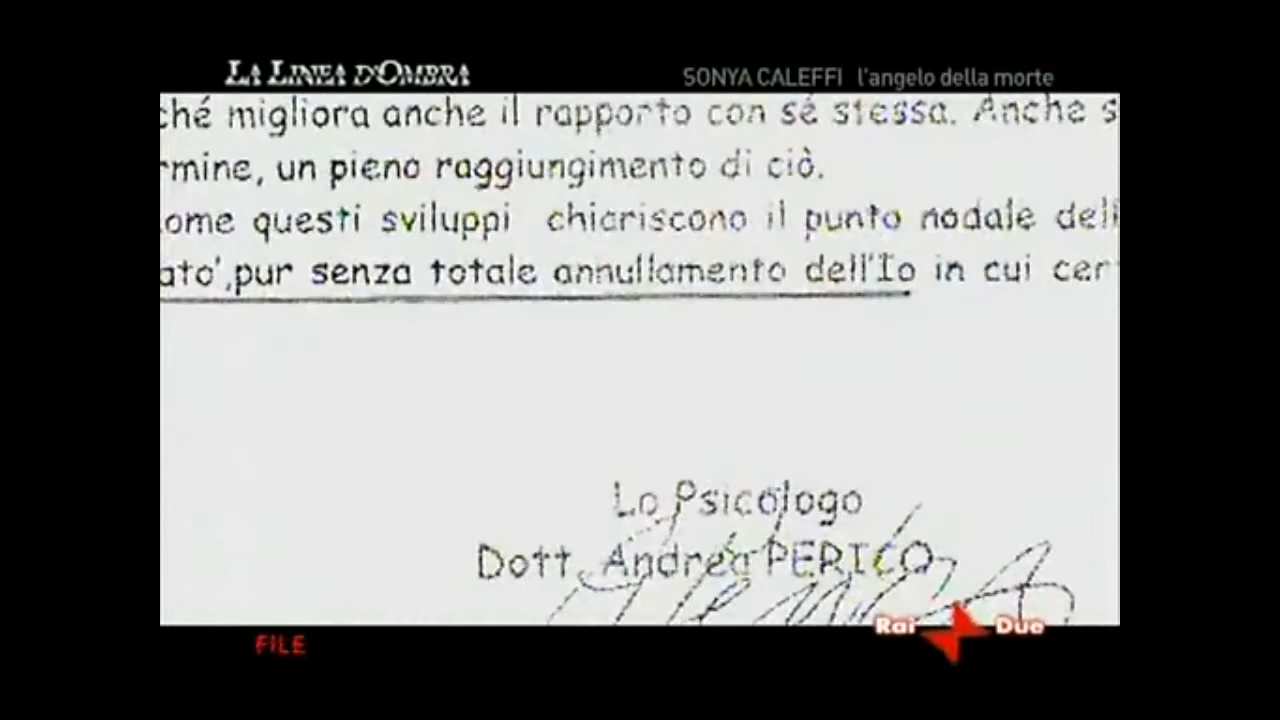 LA LINEA D'OMBRA
SONYA CALEFFI l'angelo della morte
ché migliora anche il rapporto con sé stessa. Anche s
rmine, un pieno raggiungimento di ciò.
ome questi sviluppi chiariscono il punto nodale dell
ato',pur senza totale annullamento dell'Io in cui cer
Lo Psicologo
Dott. Andrea PERICO
Rai Due
FILE